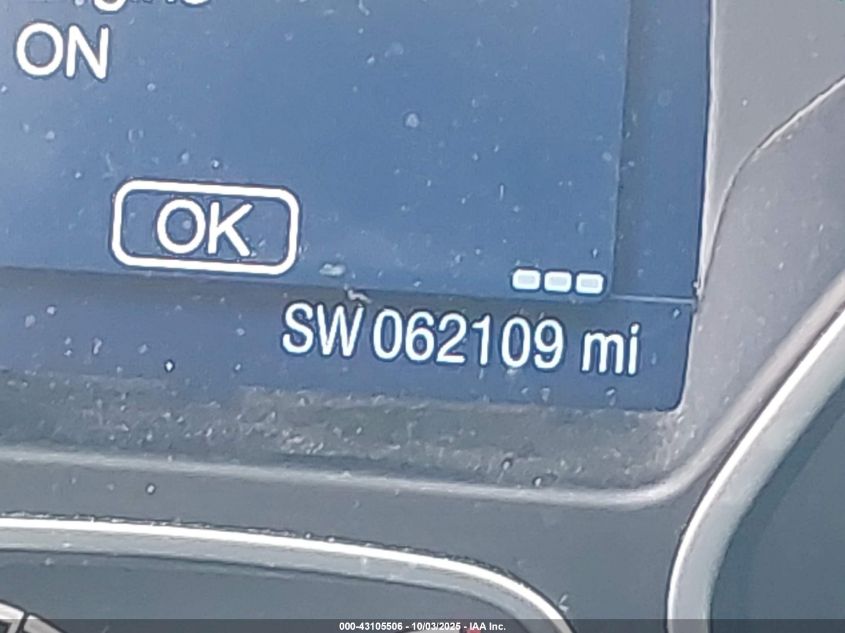 ON
OK
SW 062109 mi
000-43105506 - 10/03/2025 - IAA Inc.